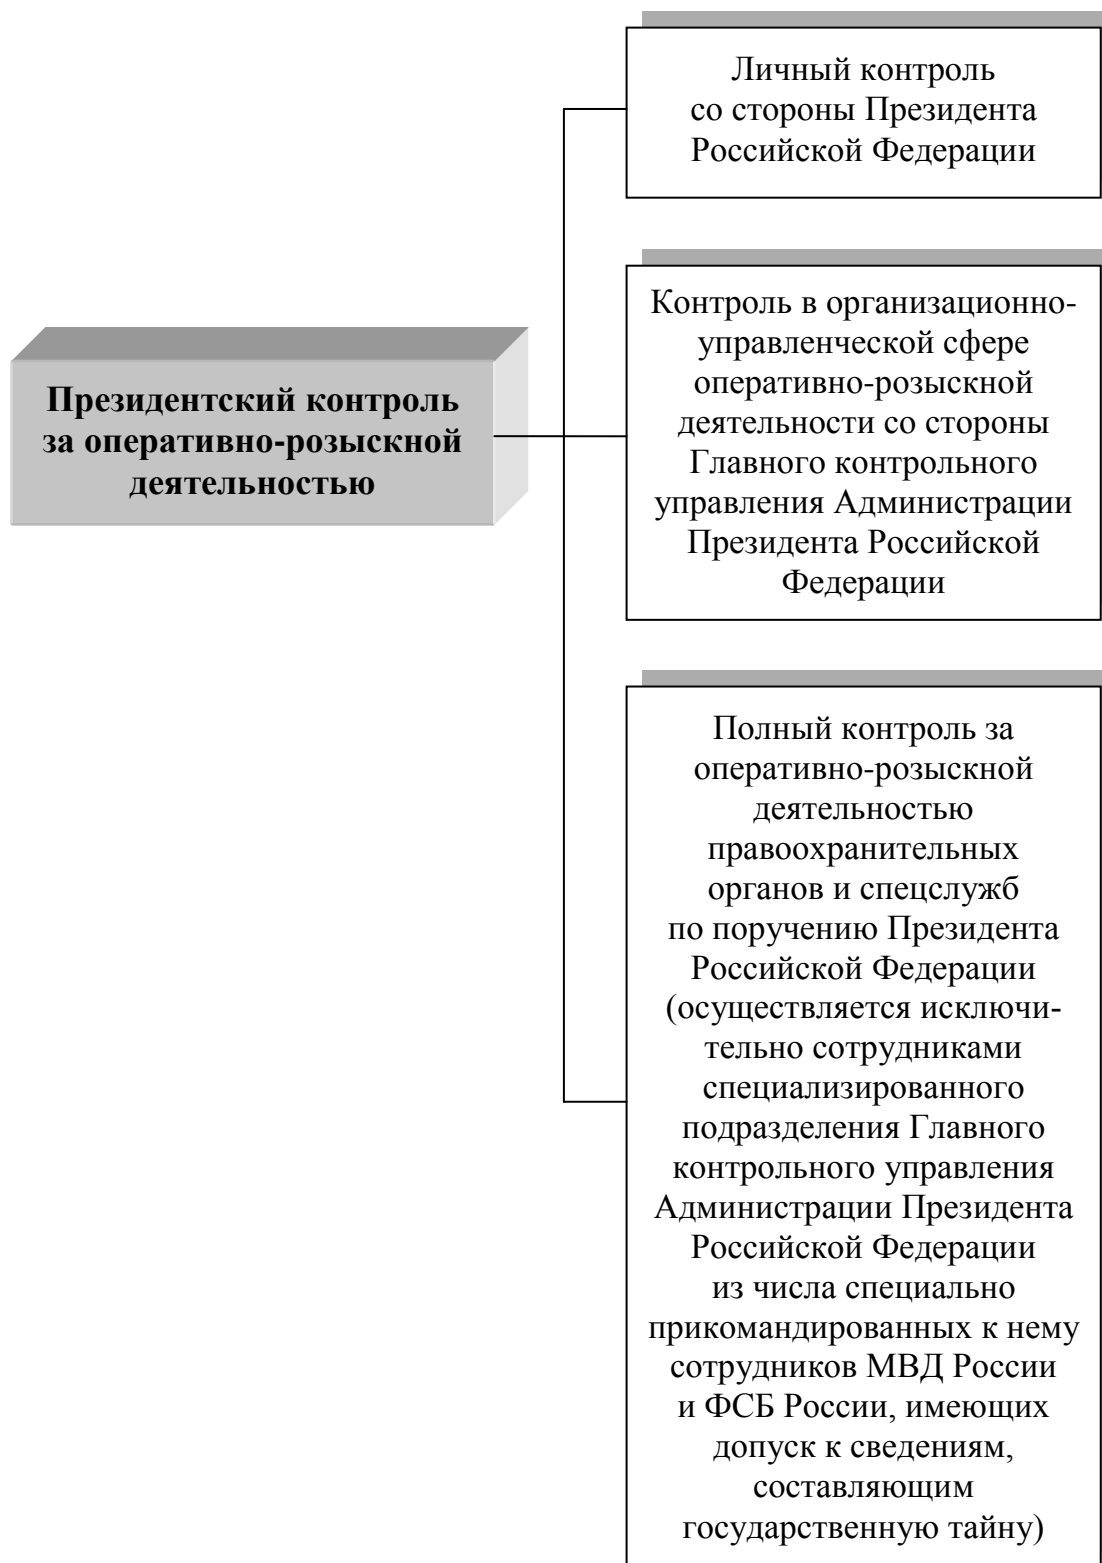 Президентский контроль
за оперативно-розыскной
деятельностью
Личный контроль
со стороны Президента
Российской Федерации
Контроль в организационно-
управленческой сфере
оперативно-розыскной
деятельности со стороны
Главного контрольного
управления Администрации
Президента Российской
Федерации
Полный контроль за
оперативно-розыскной
деятельностью
правоохранительных
органов и спецслужб
по поручению Президента
Российской Федерации
(осуществляется исключи-
тельно сотрудниками
специализированного
подразделения Главного
контрольного управления
Администрации Президента
Российской Федерации
из числа специально
прикомандированных к нему
сотрудников МВД России
и ФСБ России, имеющих
допуск к сведениям,
составляющим
государственную тайну)